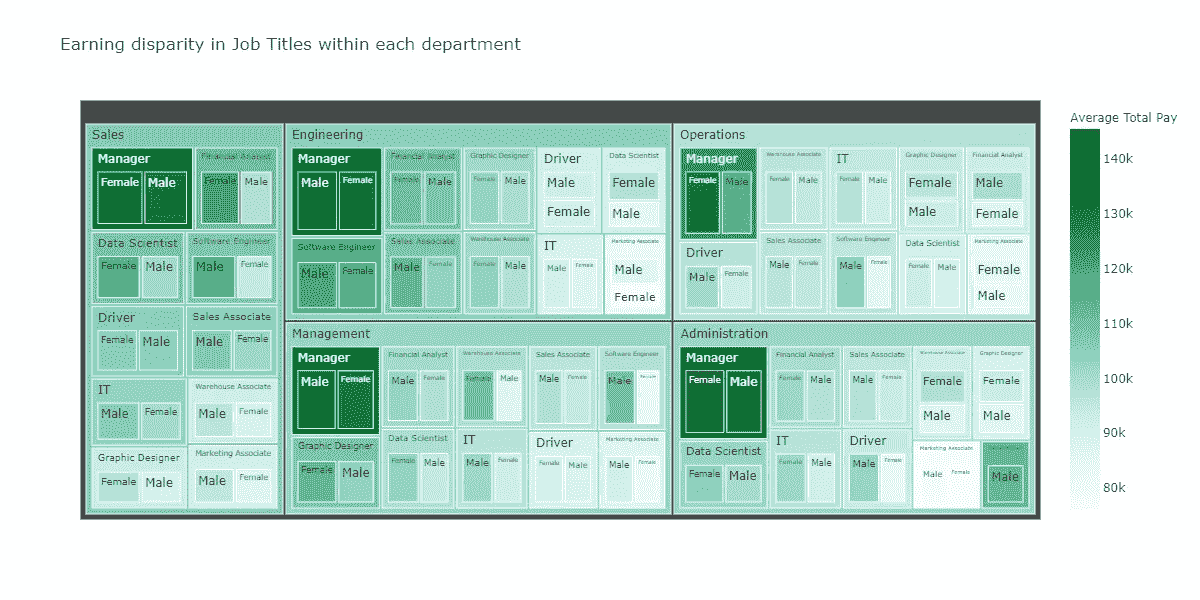 Earning disparity in Job Titles within each department
Average Total Pay
140k
130k
120k
110k
100k
90k
80k
Sales
Manager
Female
Male
Financial Analyst
Female
Male
Data Scientist
Female
Male
Software Engineer
Male
Female
Driver
Female
Male
Sales Associate
Male
Female
IT
Male
Female
Warehouse Associate
Male
Female
Graphic Designer
Female
Male
Marketing Associate
Male
Female
Engineering
Manager
Male
Female
Financial Analyst
Female
Male
Graphic Designer
Female
Male
Driver
Male
Female
Data Scientist
Female
Male
Software Engineer
Male
Female
Sales Associate
Male
Female
Warehouse Associate
Female
Male
IT
Male
Female
Marketing Associate
Male
Female
Operations
Manager
Female
Male
Warehouse Associate
Female
Male
IT
Female
Male
Graphic Designer
Female
Male
Financial Analyst
Male
Female
Driver
Male
Female
Sales Associate
Male
Female
Software Engineer
Male
Female
Data Scientist
Female
Male
Marketing Associate
Female
Male
Management
Manager
Male
Female
Financial Analyst
Male
Female
Warehouse Associate
Female
Male
Sales Associate
Male
Female
Software Engineer
Male
Female
Graphic Designer
Female
Male
Data Scientist
Female
Male
IT
Male
Female
Driver
Female
Male
Marketing Associate
Male
Female
Administration
Manager
Female
Male
Financial Analyst
Female
Male
Sales Associate
Male
Female
Warehouse Associate
Female
Male
Graphic Designer
Female
Male
Data Scientist
Female
Male
IT
Female
Male
Driver
Male
Female
Marketing Associate
Male
Female
Male